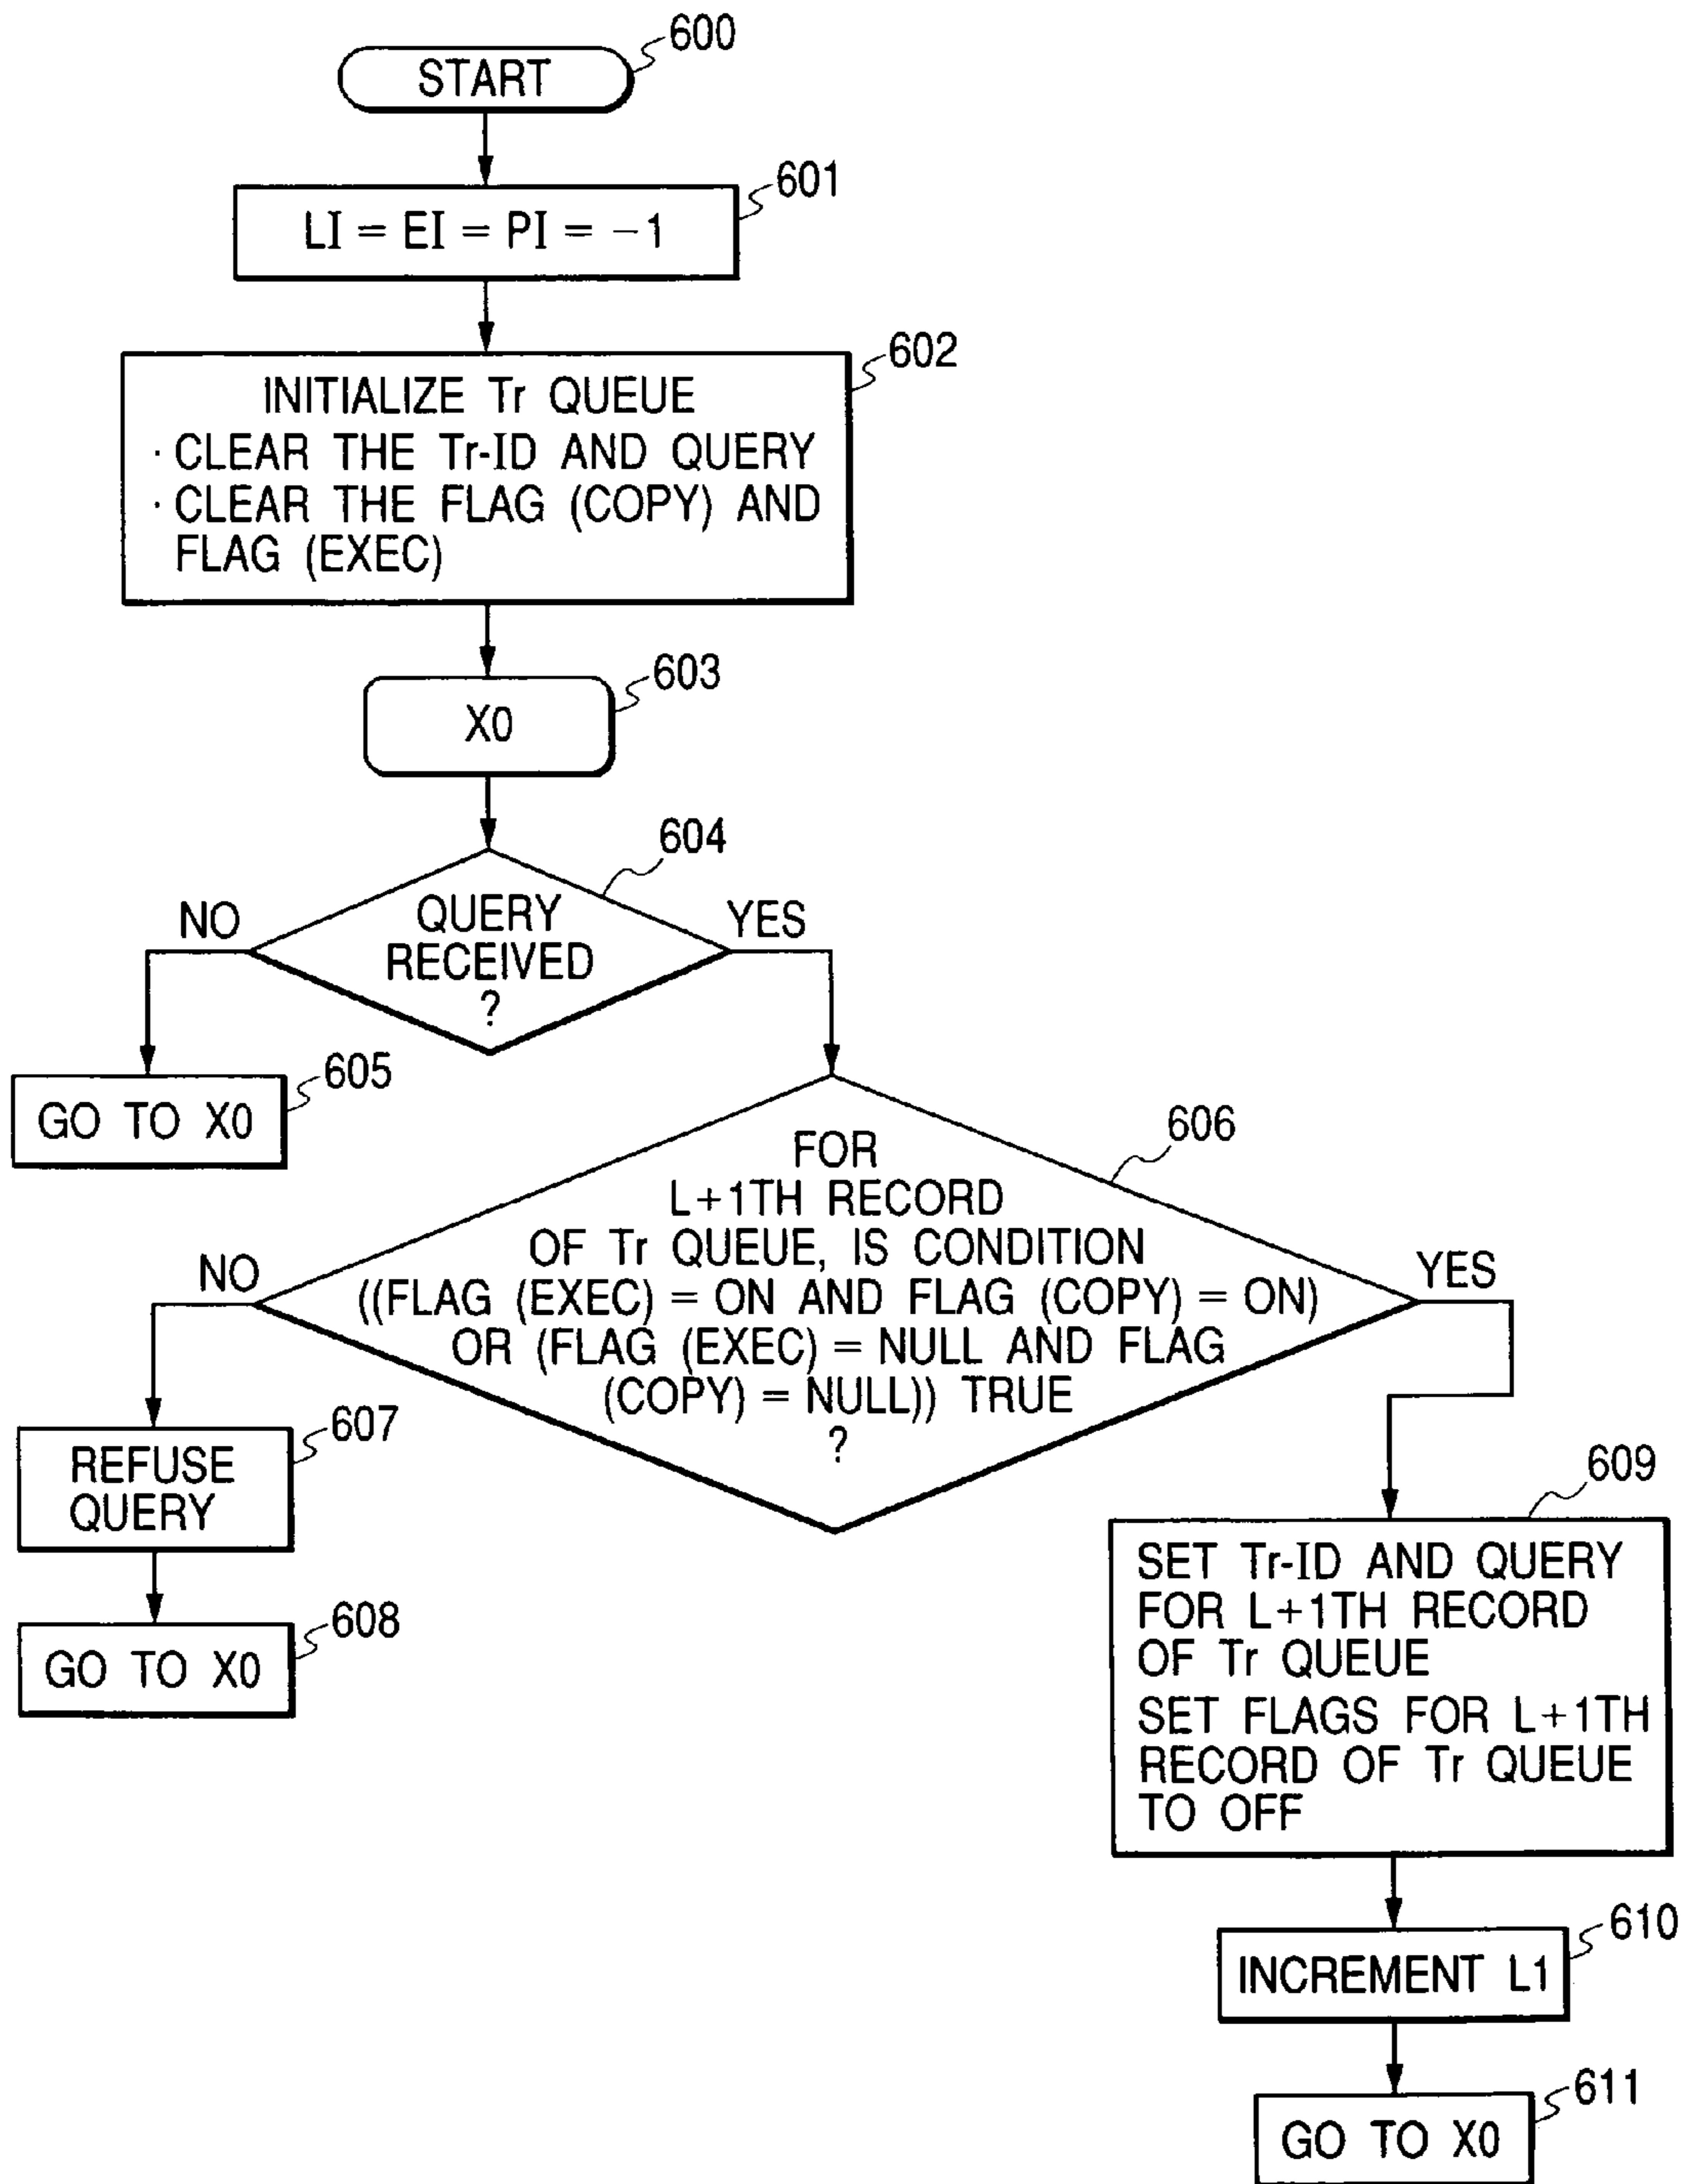 600
START
601
LI = EI = PI = −1
602
INITIALIZE Tr QUEUE
· CLEAR THE Tr-ID AND QUERY
· CLEAR THE FLAG (COPY) AND
FLAG (EXEC)
603
X0
604
NO
QUERY
RECEIVED
?
YES
605
GO TO X0
606
FOR
L+1TH RECORD
OF Tr QUEUE, IS CONDITION
((FLAG (EXEC) = ON AND FLAG (COPY) = ON)
OR (FLAG (EXEC) = NULL AND FLAG
(COPY) = NULL)) TRUE
?
NO
YES
607
REFUSE
QUERY
608
GO TO X0
609
SET Tr-ID AND QUERY
FOR L+1TH RECORD
OF Tr QUEUE
SET FLAGS FOR L+1TH
RECORD OF Tr QUEUE
TO OFF
610
INCREMENT L1
611
GO TO X0